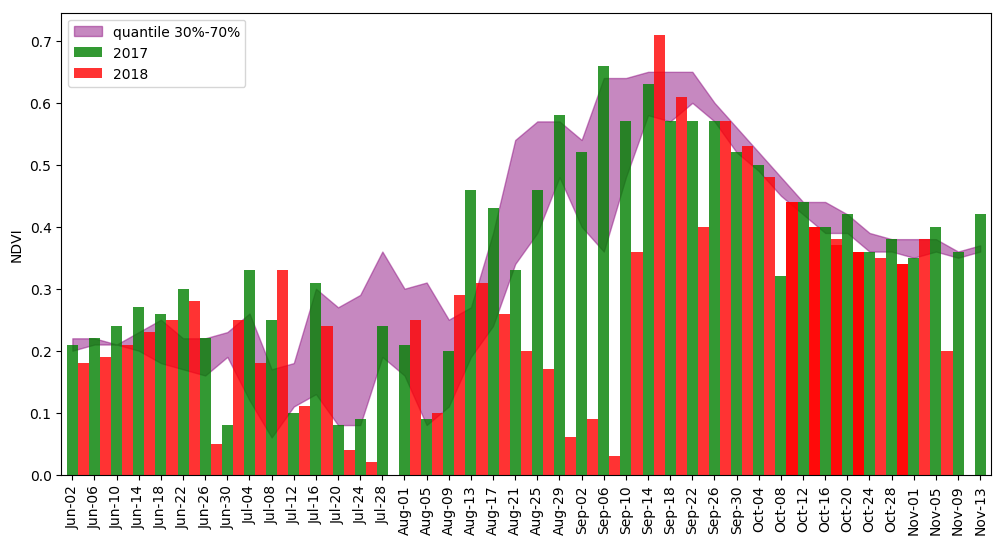 quantile 30%-70%
2017
2018
NDVI
0.7
0.6
0.5
0.4
0.3
0.2
0.1
0.0
Jun-02
Jun-06
Jun-10
Jun-14
Jun-18
Jun-22
Jun-26
Jun-30
Jul-04
Jul-08
Jul-12
Jul-16
Jul-20
Jul-24
Jul-28
Aug-01
Aug-05
Aug-09
Aug-13
Aug-17
Aug-21
Aug-25
Aug-29
Sep-02
Sep-06
Sep-10
Sep-14
Sep-18
Sep-22
Sep-26
Sep-30
Oct-04
Oct-08
Oct-12
Oct-16
Oct-20
Oct-24
Oct-28
Nov-01
Nov-05
Nov-09
Nov-13